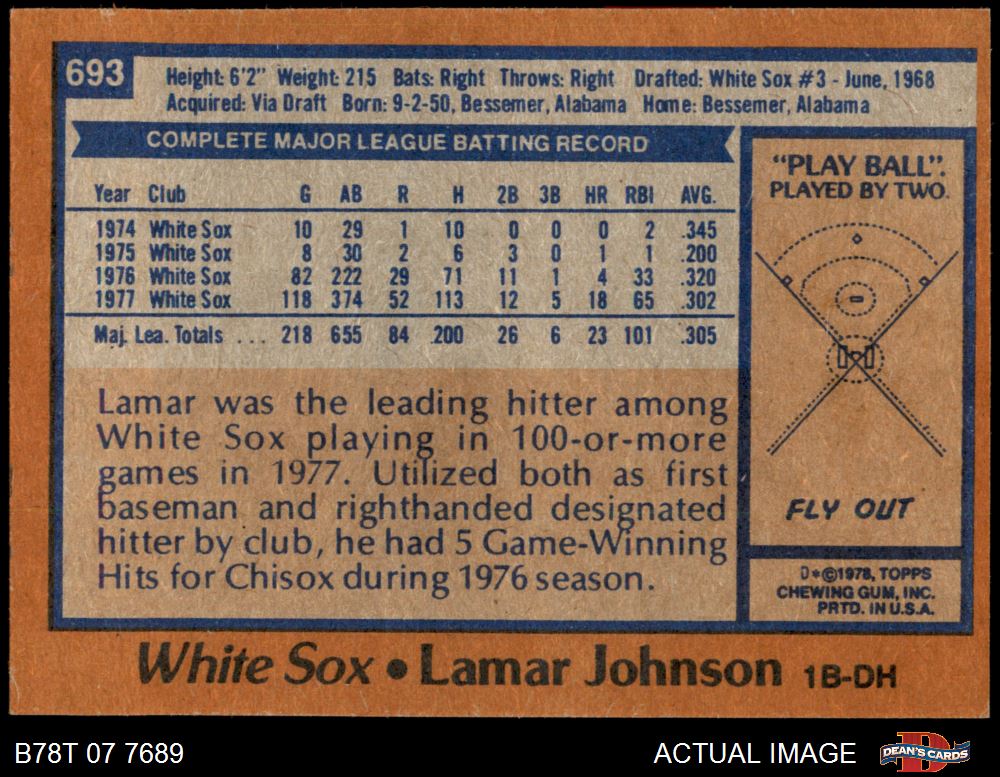 693
Height: 6'2" Weight: 215 Bats: Right Throws: Right Drafted: White Sox #3 - June, 1968
Acquired: Via Draft Born: 9-2-50, Bessemer, Alabama Home: Bessemer, Alabama
COMPLETE MAJOR LEAGUE BATTING RECORD
Year Club G AB R H 2B 3B HR RBI AVG.
1974 White Sox 10 29 1 10 0 0 0 2 .345
1975 White Sox 8 30 2 6 3 0 1 1 .200
1976 White Sox 82 222 29 71 11 1 4 33 .320
1977 White Sox 118 374 52 113 12 5 18 65 .302
Maj. Lea. Totals ... 218 655 84 200 26 6 23 101 .305
Lamar was the leading hitter among
White Sox playing in 100-or-more
games in 1977. Utilized both as first
baseman and righthanded designated
hitter by club, he had 5 Game-Winning
Hits for Chisox during 1976 season.
"PLAY BALL".
PLAYED BY TWO.
FLY OUT
D*©1978, TOPPS
CHEWING GUM, INC.
PRTD. IN U.S.A.
White Sox • Lamar Johnson 1B-DH
B78T 07 7689
ACTUAL IMAGE
D
DEAN'S CARDS